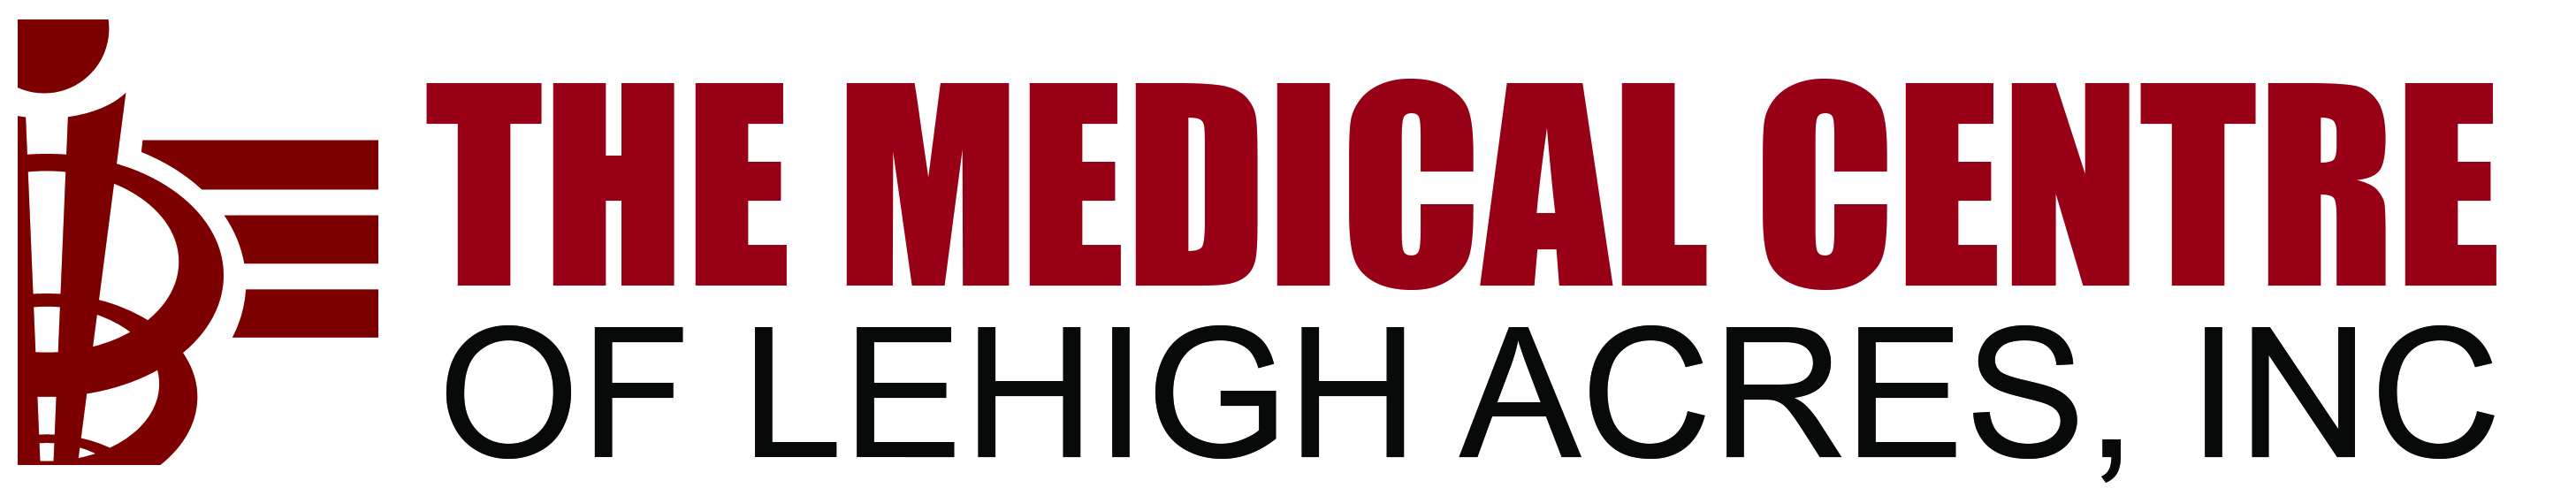 THE MEDICAL CENTRE
OF LEHIGH ACRES, INC